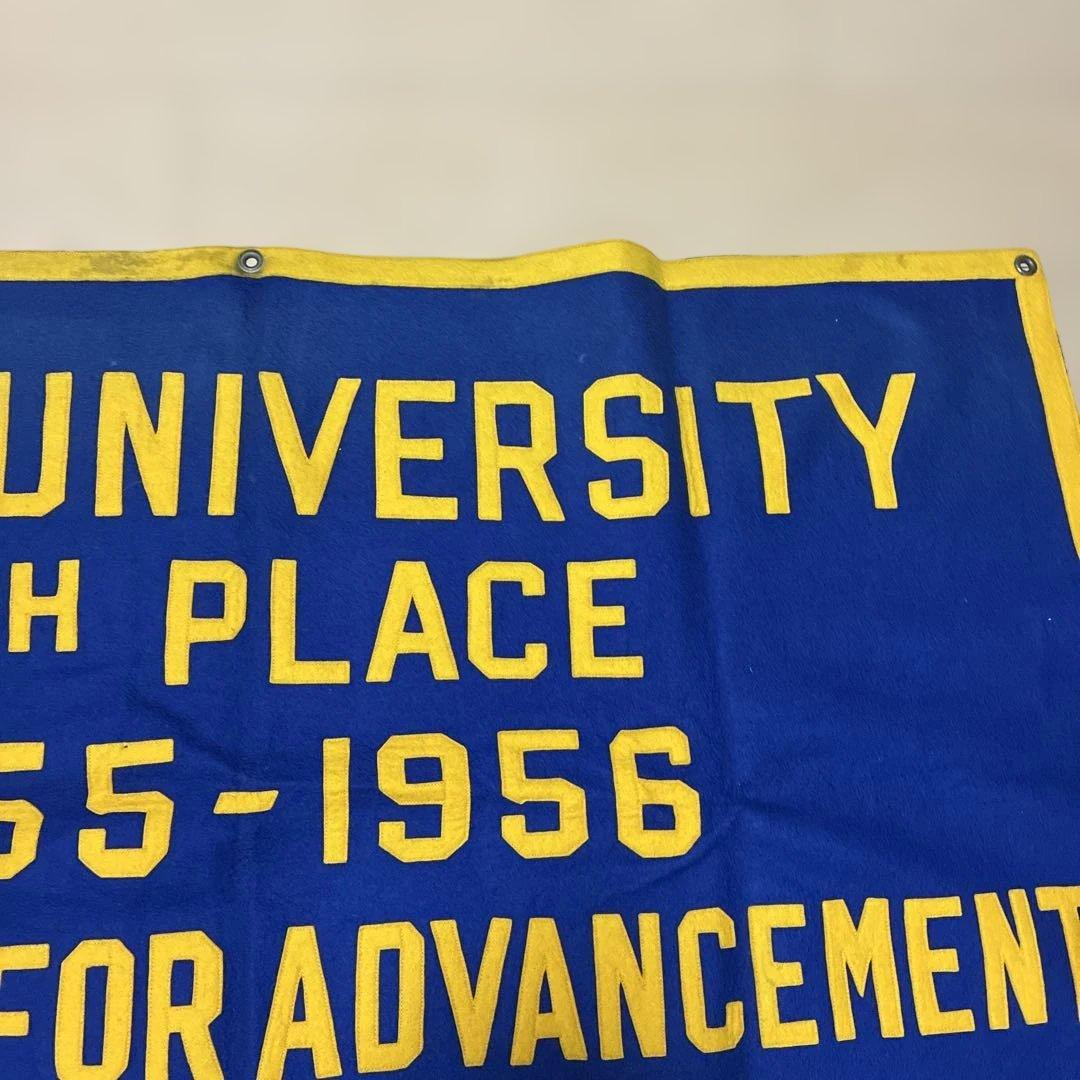 UNIVERSITY
H PLACE
55-1956
FOR ADVANCEMENT